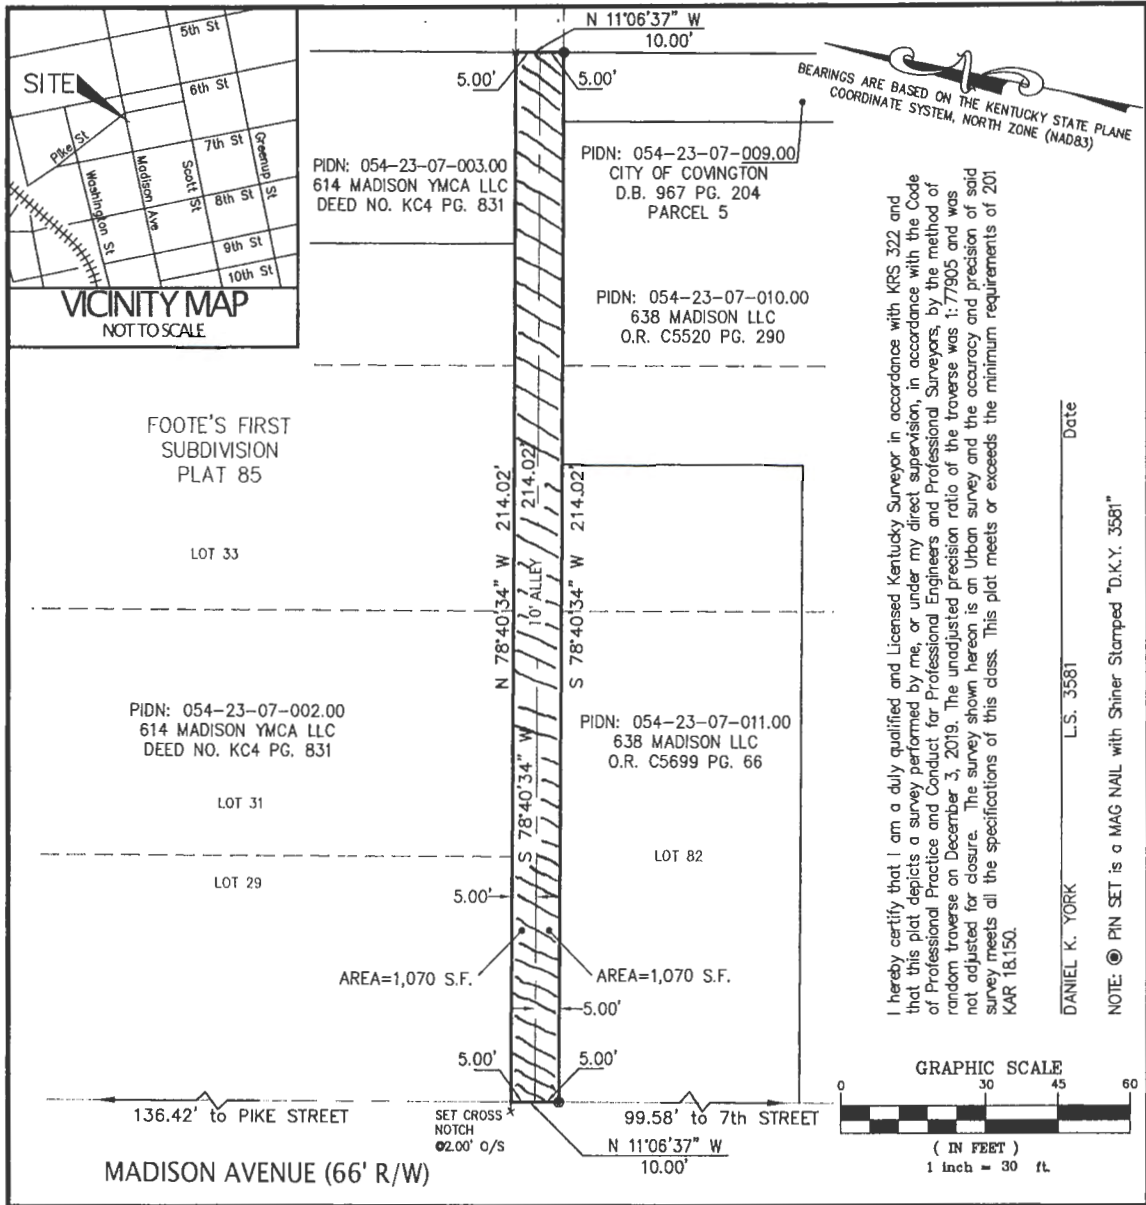 5th St
6th St
SITE
Pike St
7th St
Greenup St
Scott St
Madison Ave
Washington St
8th St
9th St
10th St
VICINITY MAP
NOT TO SCALE
N 11°06'37" W
10.00'
5.00'
5.00'
BEARINGS ARE BASED ON THE KENTUCKY STATE PLANE
COORDINATE SYSTEM, NORTH ZONE (NAD83)
PIDN: 054-23-07-003.00
614 MADISON YMCA LLC
DEED NO. KC4 PG. 831
PIDN: 054-23-07-009.00
CITY OF COVINGTON
D.B. 967 PG. 204
PARCEL 5
PIDN: 054-23-07-010.00
638 MADISON LLC
O.R. C5520 PG. 290
FOOTE'S FIRST
SUBDIVISION
PLAT 85
LOT 33
N 78°40'34" W 214.02'
S 78°40'34" W 214.02'
10' ALLEY
S 78°40'34" W 214.02'
PIDN: 054-23-07-002.00
614 MADISON YMCA LLC
DEED NO. KC4 PG. 831
LOT 31
PIDN: 054-23-07-011.00
638 MADISON LLC
O.R. C5699 PG. 66
LOT 82
LOT 29
5.00'
AREA=1,070 S.F.
AREA=1,070 S.F.
5.00'
5.00'
5.00'
136.42' to PIKE STREET
SET CROSS
NOTCH
@2.00' O/S
99.58' to 7th STREET
N 11°06'37" W
10.00'
MADISON AVENUE (66' R/W)
I hereby certify that I am a duly qualified and Licensed Kentucky Surveyor in accordance with KRS 322 and
that this plat depicts a survey performed by me, or under my direct supervision, in accordance with the Code
of Professional Practice and Conduct for Professional Engineers and Professional Surveyors, by the method of
random traverse on December 3, 2019. The unadjusted precision ratio of the traverse was 1:77905 and was
not adjusted for closure. The survey shown hereon is an Urban survey and the accuracy and precision of said
survey meets all the specifications of this class. This plat meets or exceeds the minimum requirements of 201
KAR 18.150.
DANIEL K. YORK L.S. 3581 Date
NOTE: PIN SET is a MAG NAIL with Shiner Stamped "D.K.Y. 3581"
GRAPHIC SCALE
0 30 45 60
( IN FEET )
1 inch = 30 ft.